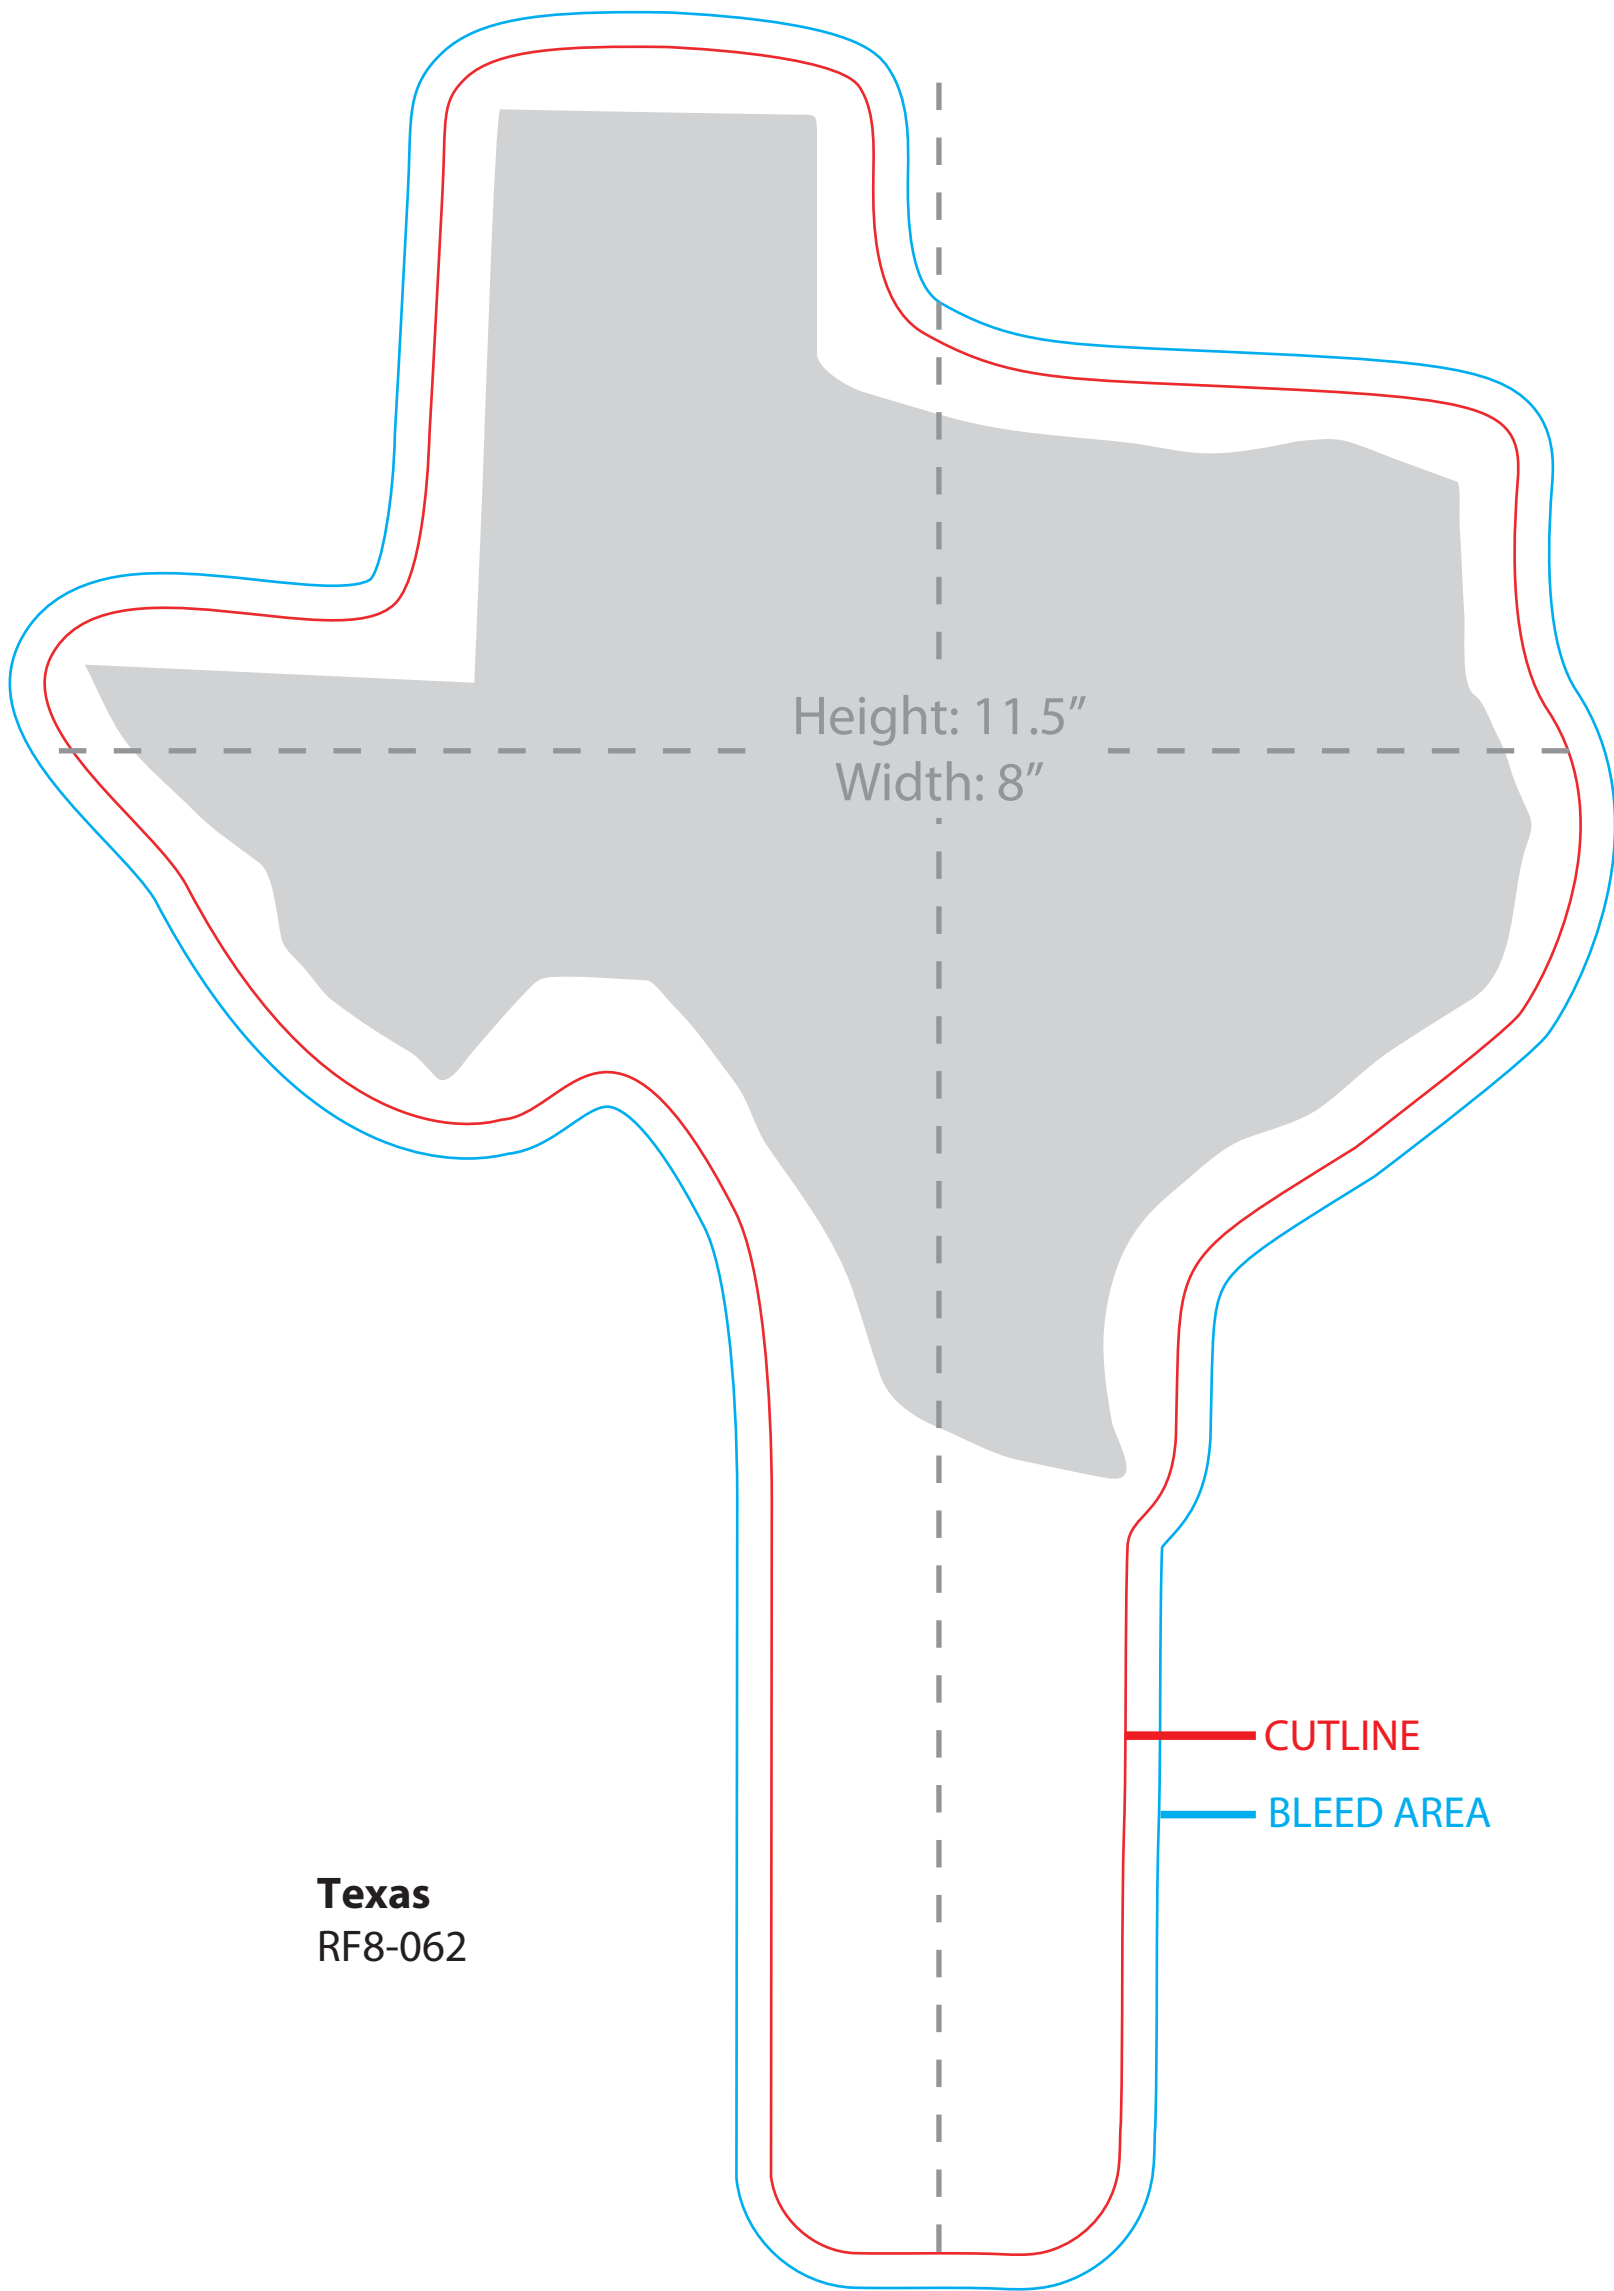 Height: 11.5”
Width: 8”
CUTLINE
BLEED AREA
Texas
RF8-062